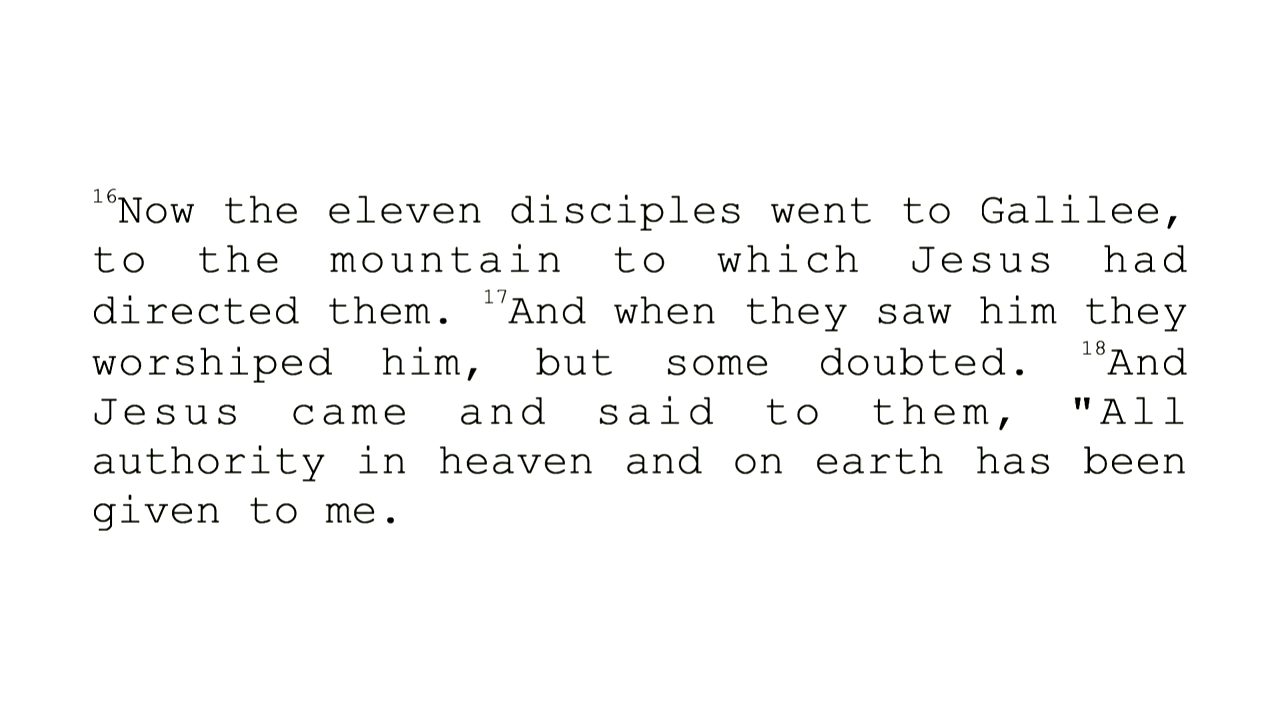 ¹⁶Now the eleven disciples went to Galilee,
to the mountain to which Jesus had
directed them. ¹⁷And when they saw him they
worshiped him, but some doubted. ¹⁸And
Jesus came and said to them, "All
authority in heaven and on earth has been
given to me.